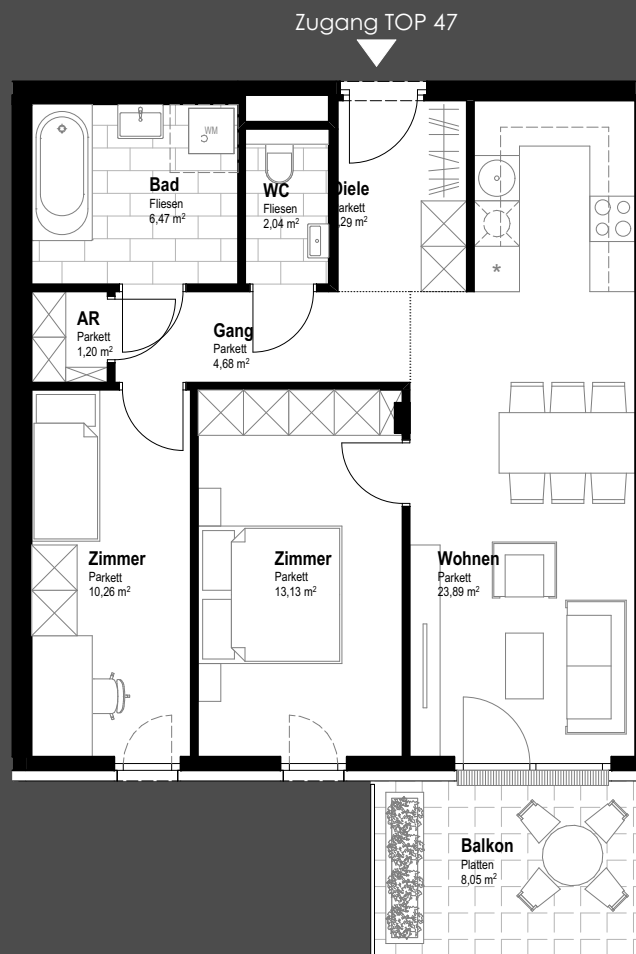 Zugang TOP 47
Bad
Fliesen
6,47 m²
WM
WC
Fliesen
2,04 m²
Diele
Parkett
,29 m²
AR
Parkett
1,20 m²
Gang
Parkett
4,68 m²
*
Zimmer
Parkett
10,26 m²
Zimmer
Parkett
13,13 m²
Wohnen
Parkett
23,89 m²
Balkon
Platten
8,05 m²